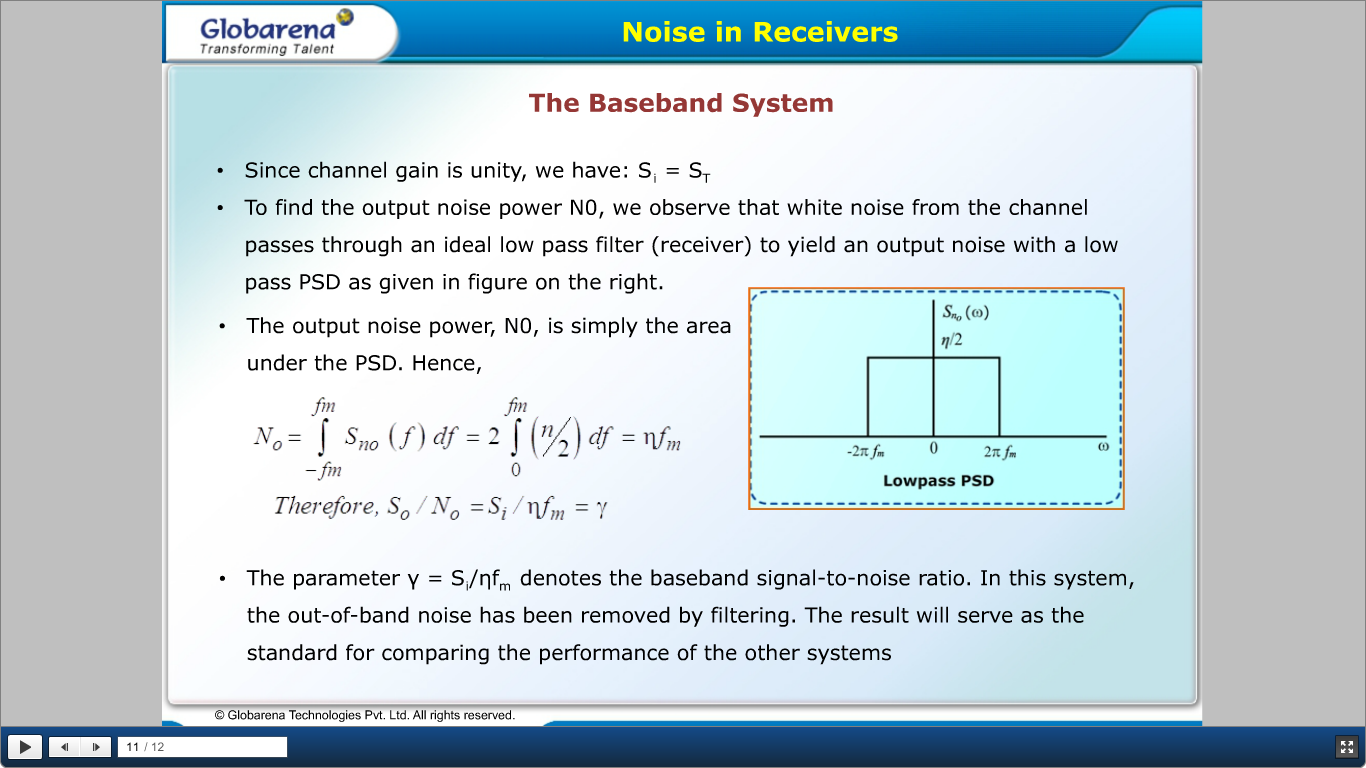 Globarena
Transforming Talent
Noise in Receivers
The Baseband System
• Since channel gain is unity, we have: Si = ST
• To find the output noise power N0, we observe that white noise from the channel
passes through an ideal low pass filter (receiver) to yield an output noise with a low
pass PSD as given in figure on the right.
• The output noise power, N0, is simply the area
under the PSD. Hence,
No = ∫_{-fm}^{fm} Sno (f) df = 2 ∫_{0}^{fm} (n/2) df = ηfm
Therefore, So / No = Si / ηfm = γ
Sno (ω)
η/2
-2π fm 0 2π fm ω
Lowpass PSD
• The parameter γ = Si/ηfm denotes the baseband signal-to-noise ratio. In this system,
the out-of-band noise has been removed by filtering. The result will serve as the
standard for comparing the performance of the other systems
© Globarena Technologies Pvt. Ltd. All rights reserved.
11 / 12